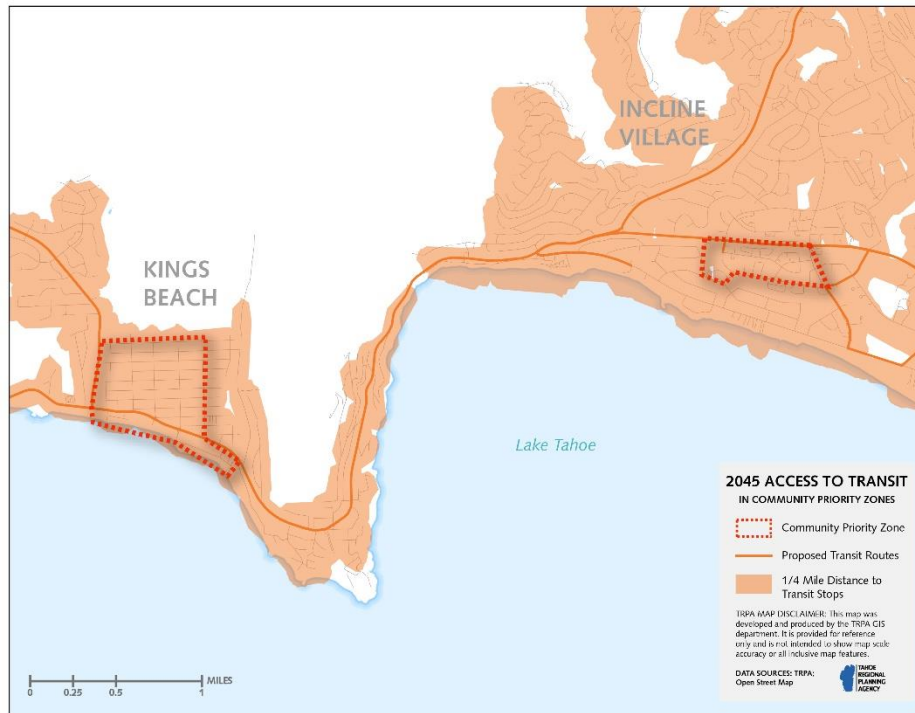 INCLINE
VILLAGE
KINGS
BEACH
Lake Tahoe
2045 ACCESS TO TRANSIT
IN COMMUNITY PRIORITY ZONES
Community Priority Zone
Proposed Transit Routes
1/4 Mile Distance to
Transit Stops
TRPA MAP DISCLAIMER: This map was
developed and produced by the TRPA GIS
department. It is provided for reference
only and is not intended to show map scale
accuracy or all inclusive map features.
DATA SOURCES: TRPA;
Open Street Map
TAHOE
REGIONAL
PLANNING
AGENCY
MILES
0 0.25 0.5 1